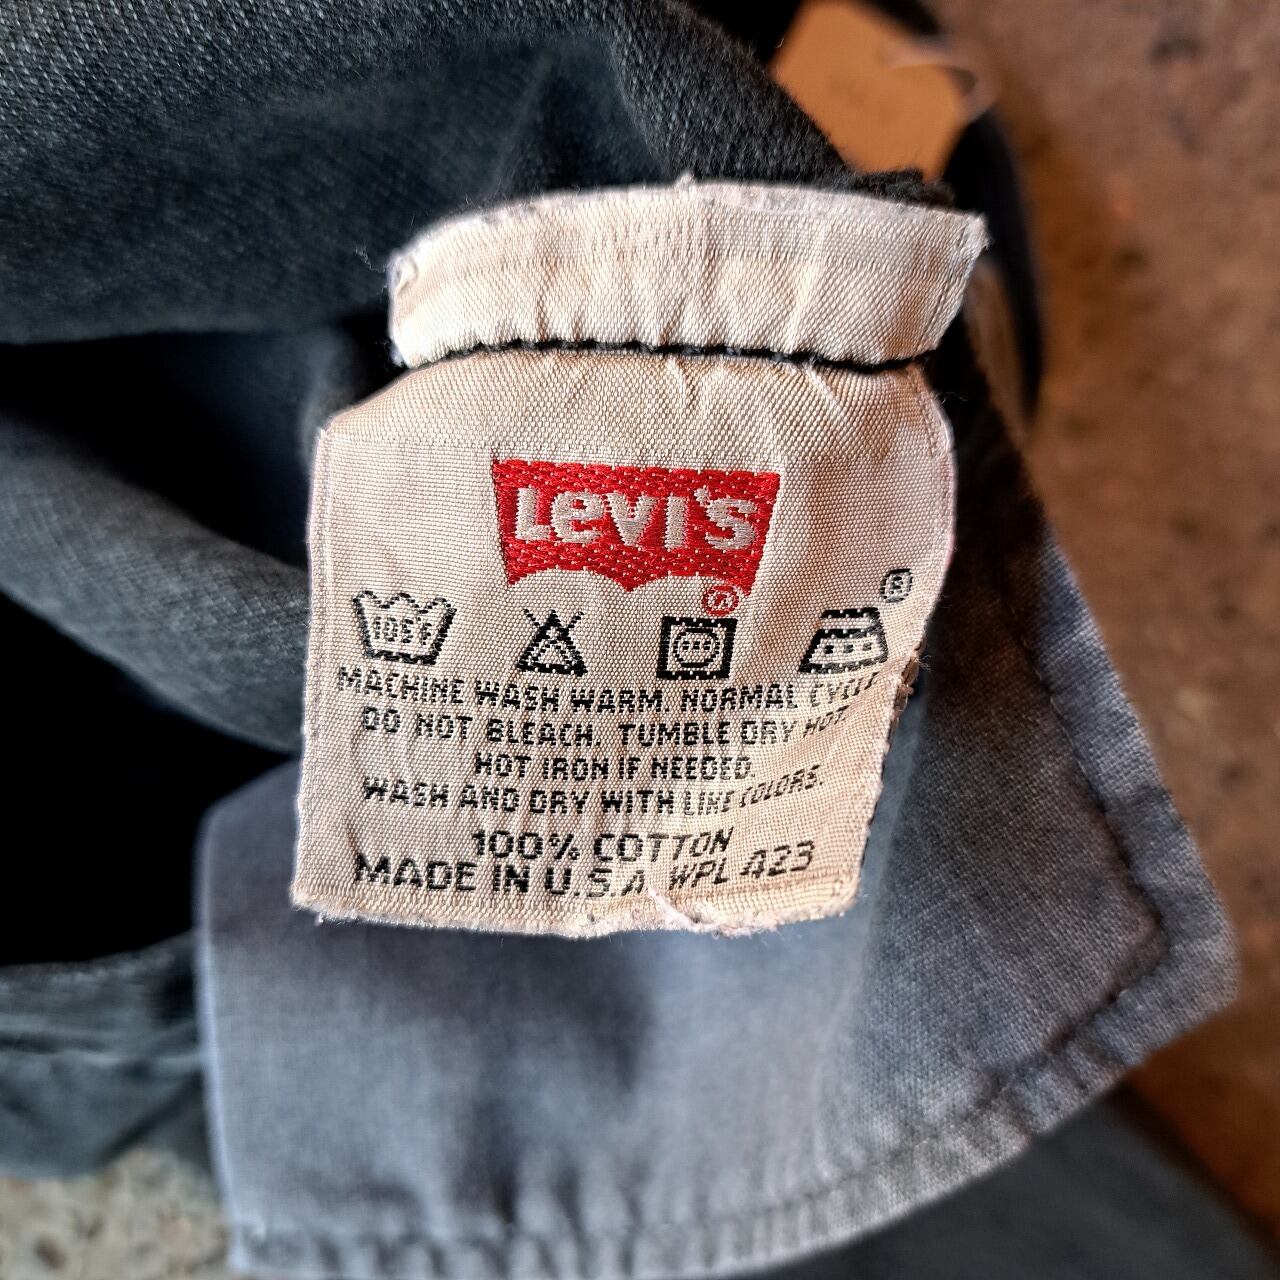 Levi's
®
®
105°F
MACHINE WASH WARM. NORMAL CYCLE
DO NOT BLEACH. TUMBLE DRY HOT.
HOT IRON IF NEEDED.
WASH AND DRY WITH LIKE COLORS.
100% COTTON
MADE IN U.S.A. WPL 423